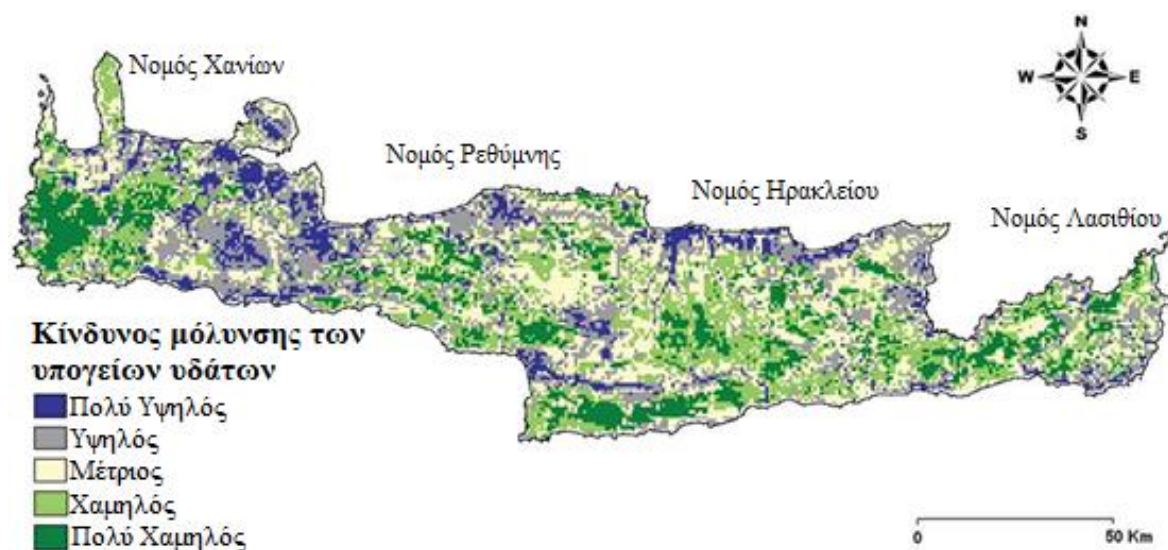 N
Νομός Χανίων
W
E
S
Νομός Ρεθύμνης
Νομός Ηρακλείου
Νομός Λασιθίου
Κίνδυνος μόλυνσης των
υπογείων υδάτων
Πολύ Υψηλός
Υψηλός
Μέτριος
Χαμηλός
Πολύ Χαμηλός
0
50 Km